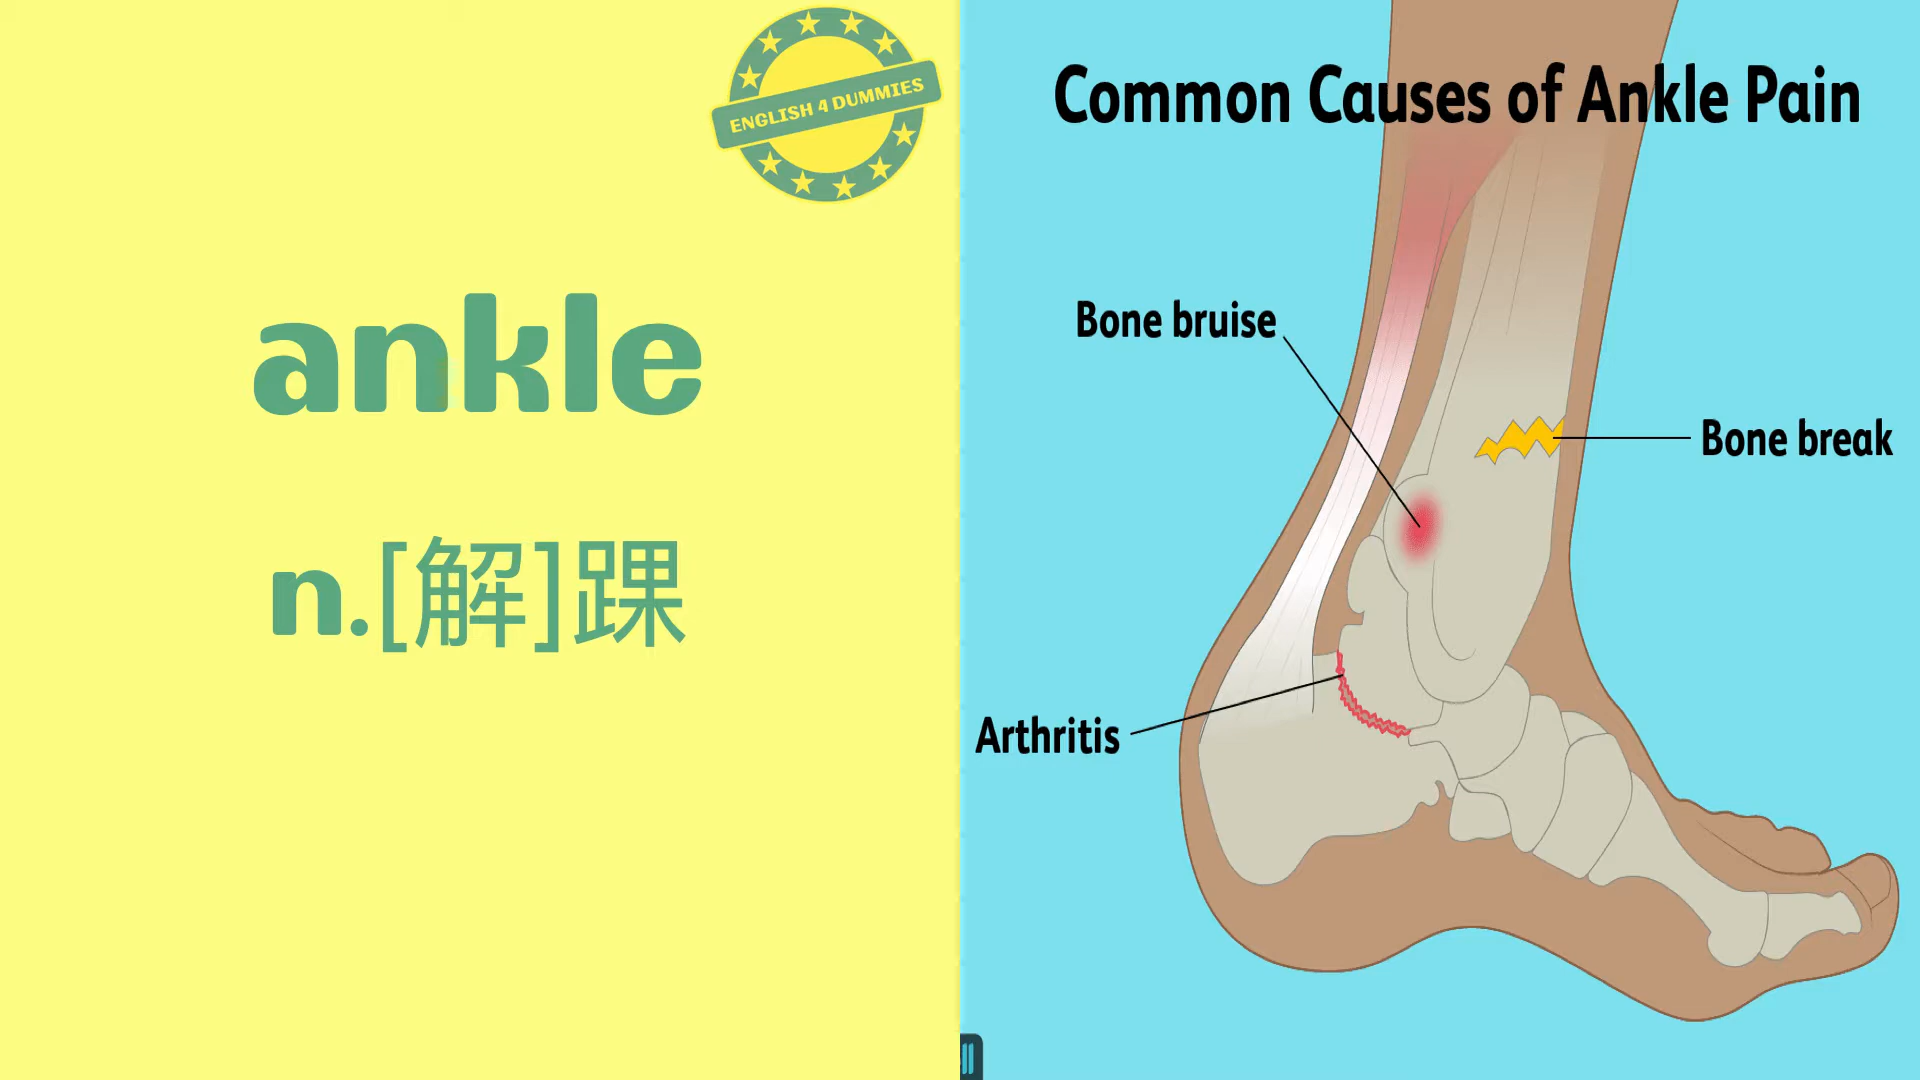 ENGLISH 4 DUMMIES
ankle
n.[解]踝
Common Causes of Ankle Pain
Bone bruise
Bone break
Arthritis